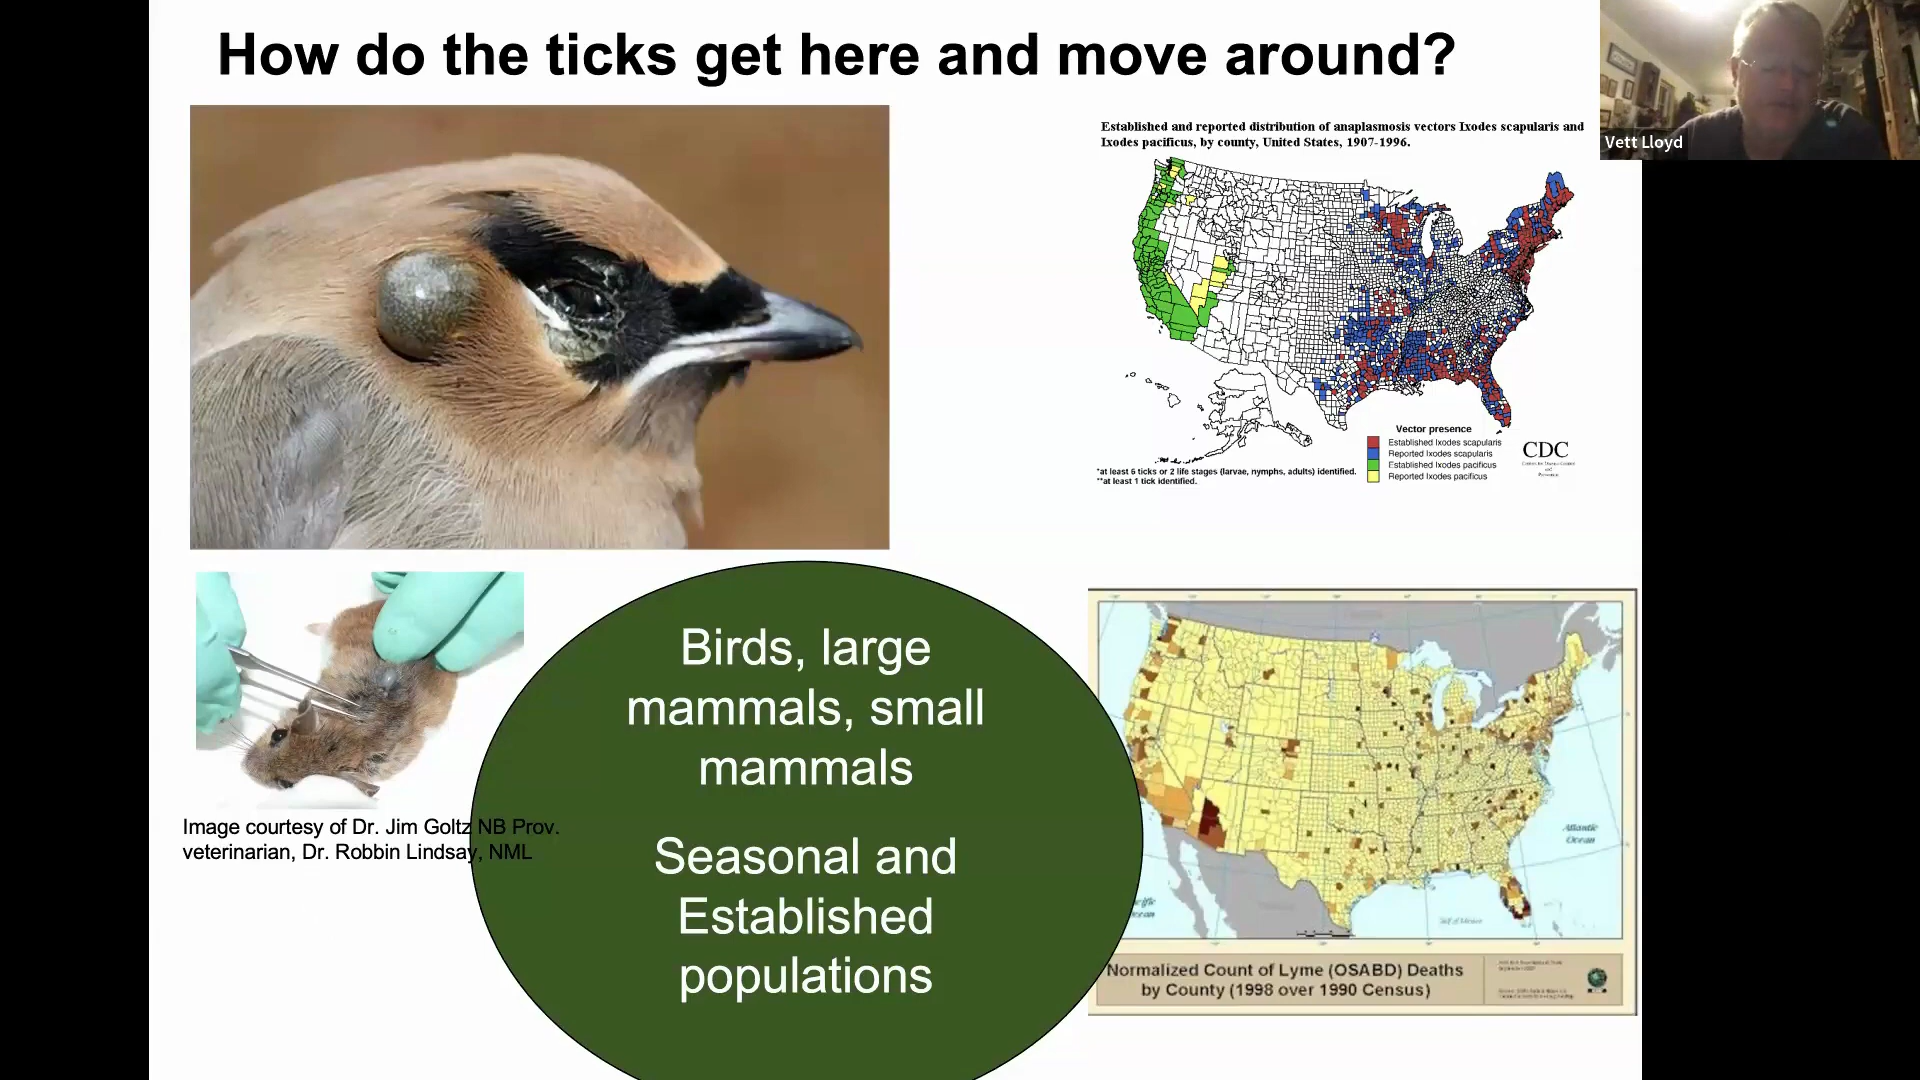 How do the ticks get here and move around?
Vett Lloyd
Established and reported distribution of anaplasmosis vectors Ixodes scapularis and
Ixodes pacificus, by county, United States, 1907-1996.
Vector presence
Established Ixodes scapularis
Reported Ixodes scapularis
Established Ixodes pacificus
Reported Ixodes pacificus
CDC
*at least 6 ticks or 2 life stages (larvae, nymphs, adults) identified.
**at least 1 tick identified.
Image courtesy of Dr. Jim Goltz NB Prov.
veterinarian, Dr. Robbin Lindsay, NML
Birds, large
mammals, small
mammals
Seasonal and
Established
populations
Atlantic
Ocean
Gulf of Mexico
Normalized Count of Lyme (OSABD) Deaths
by County (1998 over 1990 Census)